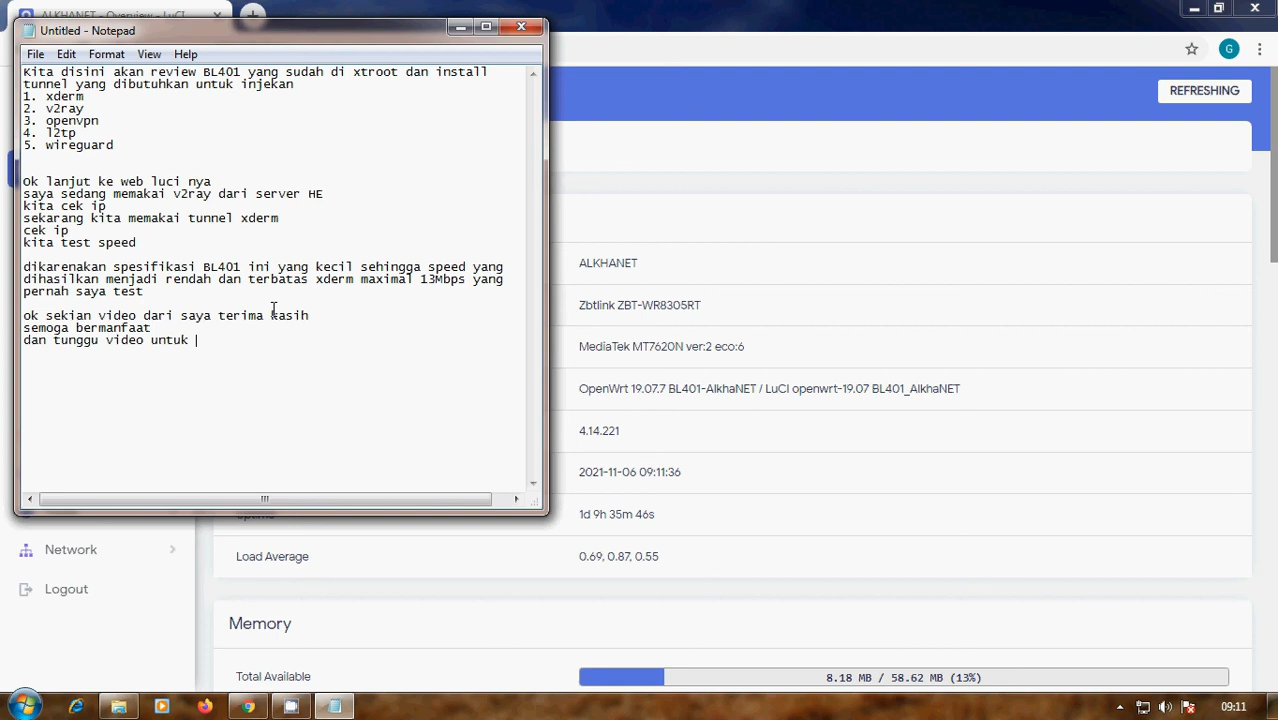 ALKHANET - Overview - LuCI
Untitled - Notepad
File Edit Format View Help
Kita disini akan review BL401 yang sudah di xtroot dan install
tunnel yang dibutuhkan untuk injekan
1. xderm
2. v2ray
3. openvpn
4. l2tp
5. wireguard
Ok lanjut ke web luci nya
saya sedang memakai v2ray dari server HE
kita cek ip
sekarang kita memakai tunnel xderm
cek ip
kita test speed
dikarenakan spesifikasi BL401 ini yang kecil sehingga speed yang
dihasilkan menjadi rendah dan terbatas xderm maximal 13Mbps yang
pernah saya test
ok sekian video dari saya terima kasih
semoga bermanfaat
dan tunggu video untuk
G
REFRESHING
ALKHANET
Zbtlink ZBT-WR8305RT
MediaTek MT7620N ver:2 eco:6
OpenWrt 19.07.7 BL401-AlkhaNET / LuCI openwrt-19.07 BL401_AlkhaNET
4.14.221
2021-11-06 09:11:36
Uptime 1d 9h 35m 46s
Load Average 0.69, 0.87, 0.55
Network
Logout
Memory
Total Available 8.18 MB / 58.62 MB (13%)
09:11